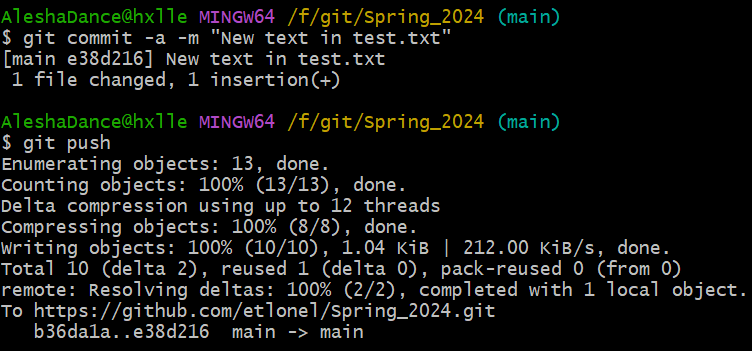 AleshaDance@hxlle MINGW64 /f/git/Spring_2024 (main)
$ git commit -a -m "New text in test.txt"
[main e38d216] New text in test.txt
 1 file changed, 1 insertion(+)

AleshaDance@hxlle MINGW64 /f/git/Spring_2024 (main)
$ git push
Enumerating objects: 13, done.
Counting objects: 100% (13/13), done.
Delta compression using up to 12 threads
Compressing objects: 100% (8/8), done.
Writing objects: 100% (10/10), 1.04 KiB | 212.00 KiB/s, done.
Total 10 (delta 2), reused 1 (delta 0), pack-reused 0 (from 0)
remote: Resolving deltas: 100% (2/2), completed with 1 local object.
To https://github.com/etlonel/Spring_2024.git
   b36da1a..e38d216  main -> main